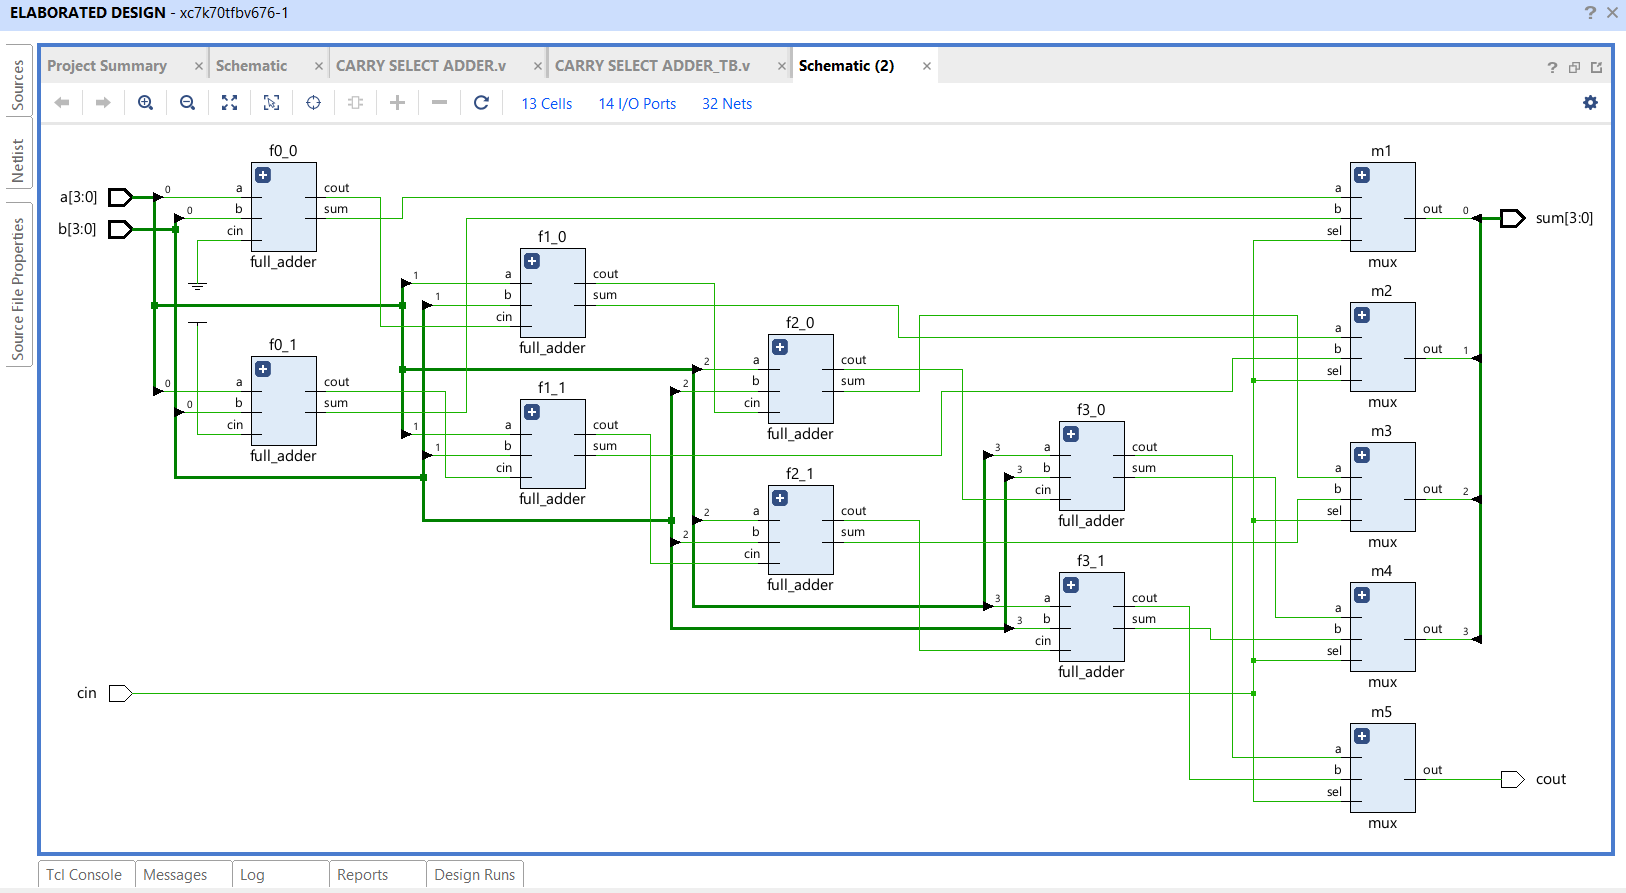 ELABORATED DESIGN - xc7k70tfbv676-1
Sources
Netlist
Source File Properties
Project Summary
Schematic
CARRY SELECT ADDER.v
CARRY SELECT ADDER_TB.v
Schematic (2)
13 Cells 14 I/O Ports 32 Nets
a[3:0]
b[3:0]
cin
f0_0
0 a cout
0 b sum
cin
full_adder
f0_1
0 a cout
0 b sum
cin
full_adder
f1_0
1 a cout
1 b sum
cin
full_adder
f1_1
1 a cout
1 b sum
cin
full_adder
f2_0
2 a cout
2 b sum
cin
full_adder
f2_1
2 a cout
2 b sum
cin
full_adder
f3_0
3 a cout
3 b sum
cin
full_adder
f3_1
3 a cout
3 b sum
cin
full_adder
m1
a
b out 0
sel
mux
m2
a
b out 1
sel
mux
m3
a
b out 2
sel
mux
m4
a
b out 3
sel
mux
m5
a
b out
sel
mux
sum[3:0]
cout
Tcl Console Messages Log Reports Design Runs